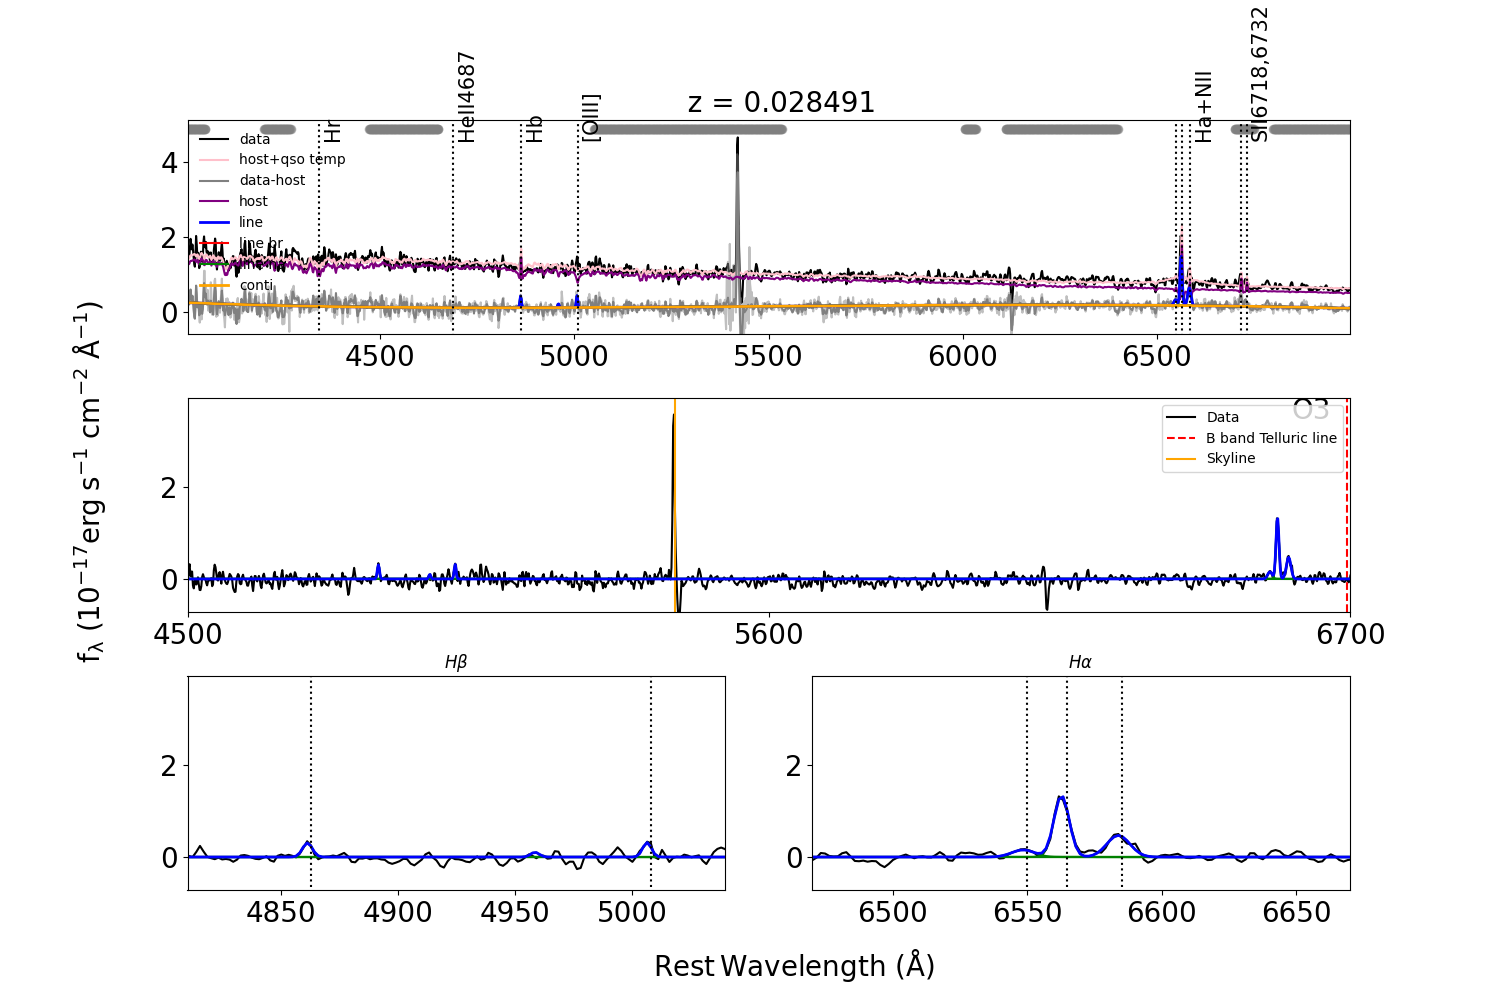 z = 0.028491
Hr
HeII4687
Hb
[OIII]
Ha+NII
SII6718,6732
data
host+qso temp
data-host
host
line
line br
conti
4
2
0
4500
5000
5500
6000
6500
f_λ (10⁻¹⁷erg s⁻¹ cm⁻² Å⁻¹)
O3
Data
B band Telluric line
Skyline
2
0
4500
5600
6700
Hβ
2
0
4850
4900
4950
5000
Hα
2
0
6500
6550
6600
6650
Rest Wavelength (Å)